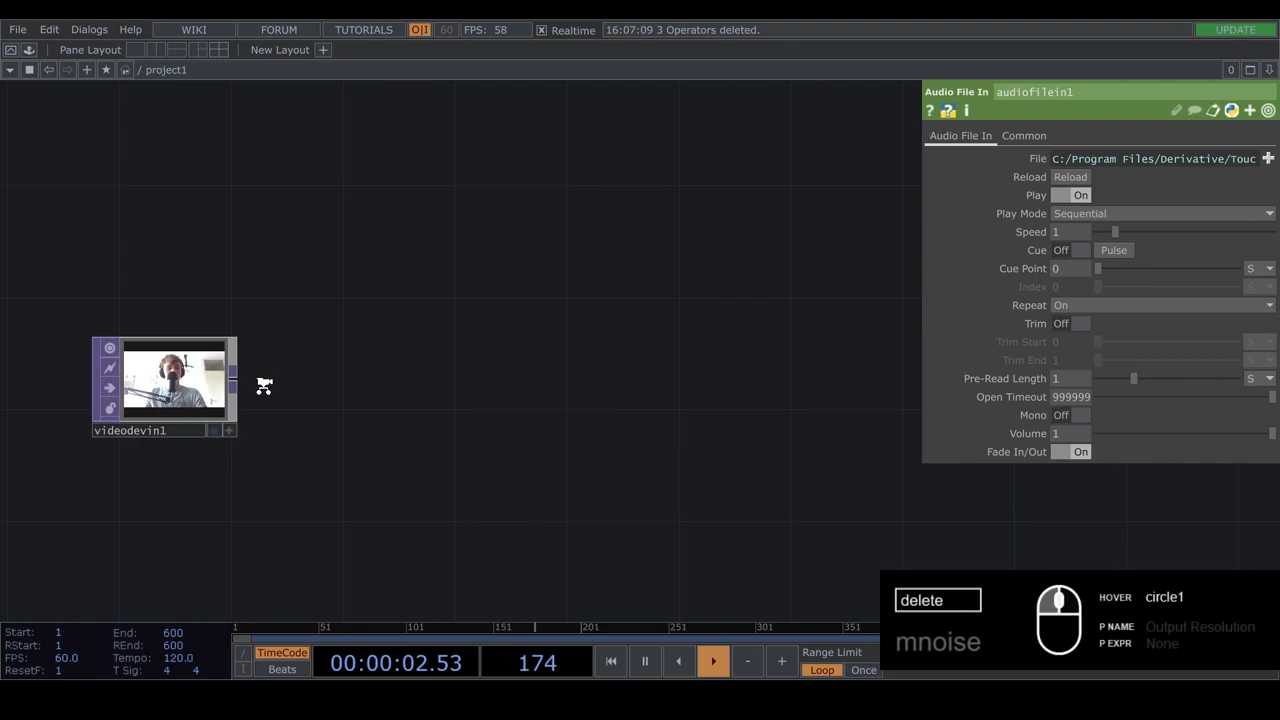 File Edit Dialogs Help WIKI FORUM TUTORIALS O|I 60 FPS: 58 Realtime 16:07:09 3 Operators deleted. UPDATE
Pane Layout New Layout +
/ project1 0
Audio File In audiofilein1
? ? i
Audio File In Common
File C:/Program Files/Derivative/Touc
Reload Reload
Play On
Play Mode Sequential
Speed 1
Cue Off Pulse
Cue Point 0 S
Index 0 S
Repeat On
Trim Off
Trim Start 0 S
Trim End 1 S
Pre-Read Length 1 S
Open Timeout 999999
Mono Off
Volume 1
Fade In/Out On
videodevin1
delete
mnoise
HOVER circle1
P NAME Output Resolution
P EXPR None
1 51 101 151 201 251 301 351
Start: 1 End: 600
RStart: 1 REnd: 600
FPS: 60.0 Tempo: 120.0
ResetF: 1 T Sig: 4 4
/ TimeCode
I Beats
00:00:02.53 174
- +
Range Limit
Loop Once